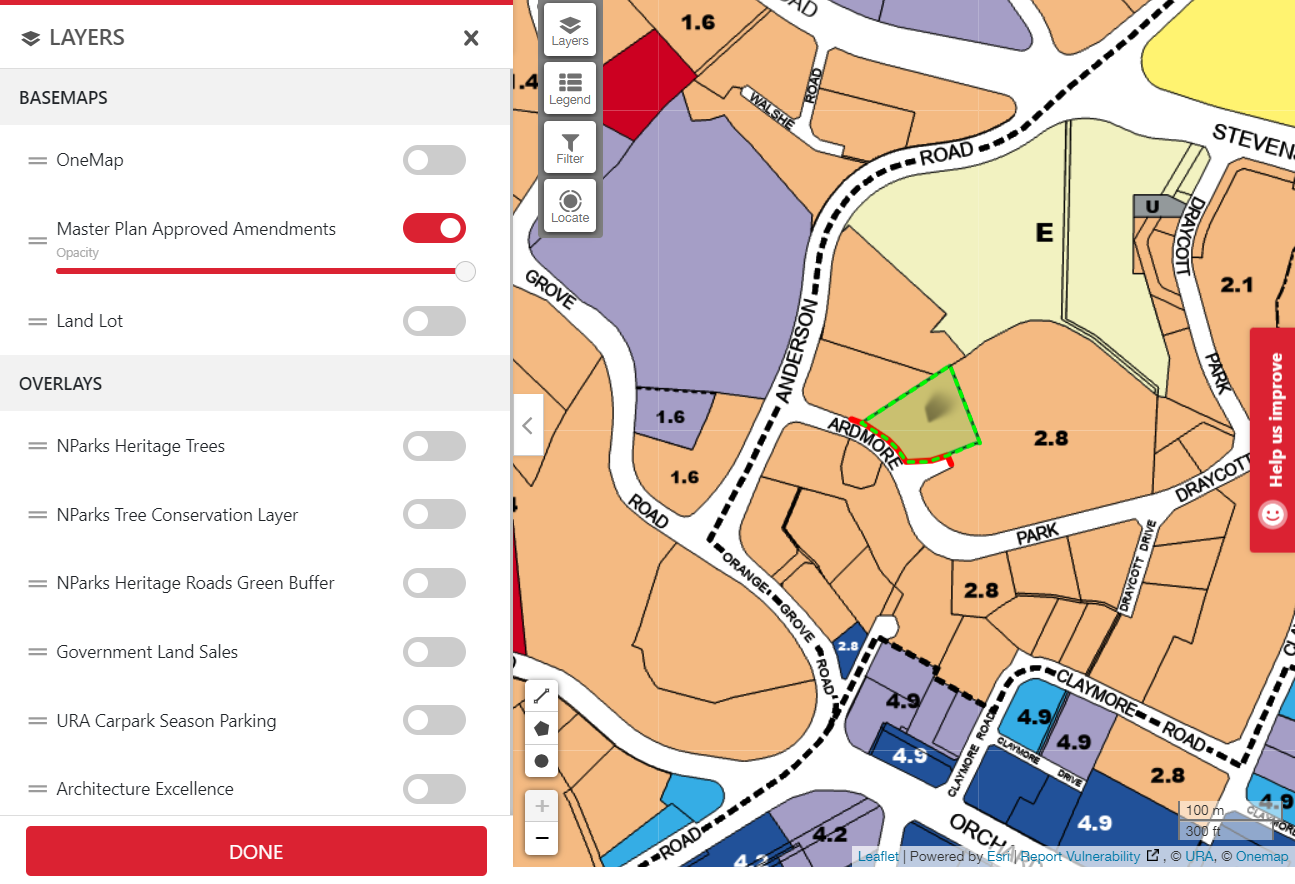 LAYERS
BASEMAPS
OneMap
Master Plan Approved Amendments
Opacity
Land Lot
OVERLAYS
NParks Heritage Trees
NParks Tree Conservation Layer
NParks Heritage Roads Green Buffer
Government Land Sales
URA Carpark Season Parking
Architecture Excellence
DONE
Layers
Legend
Filter
Locate
1.6
WALSHE
ROAD
ROAD
E
U
DRAYCOTT
2.1
GROVE
ANDERSON
PARK
Help us improve
1.6
ARDMORE
2.8
1.6
DRAYCOTT
ROAD
PARK
DRAYCOTT DRIVE
ORANGE GROVE ROAD
2.8
2.8
4.9
CLAYMORE ROAD
4.9
4.9
2.8
CLAYMORE ROAD
CLAYMORE DRIVE
4.9
4.9
4.9
100 m
300 ft
ROAD
4.2
4.2
Leaflet | Powered by Esri | Report Vulnerability , © URA, © Onemap